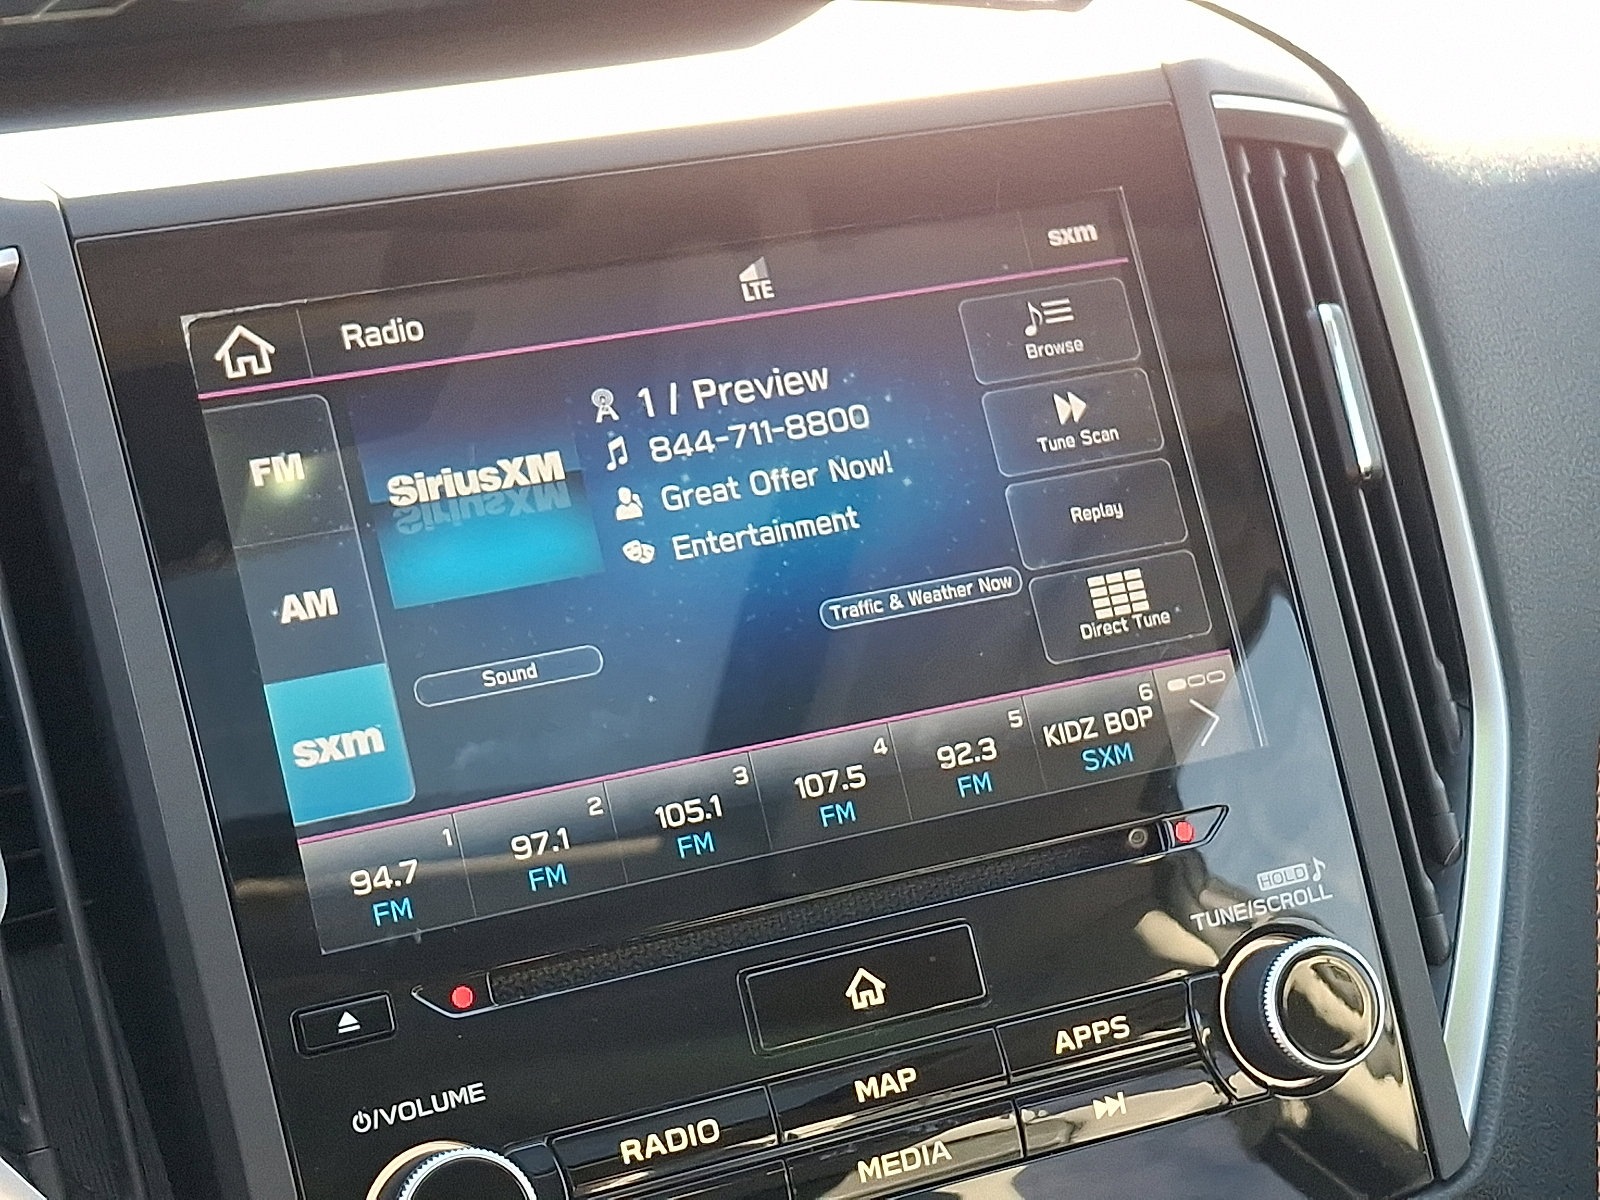 sxm
LTE
Radio
Browse
1 / Preview
844-711-8800
Great Offer Now!
Entertainment
SiriusXM
FM
AM
sxm
Tune Scan
Replay
Direct Tune
Traffic & Weather Now
Sound
1
94.7
FM
2
97.1
FM
3
105.1
FM
4
107.5
FM
5
92.3
FM
6
KIDZ BOP
SXM
HOLD
TUNE/SCROLL
/VOLUME
RADIO
MAP
APPS
MEDIA